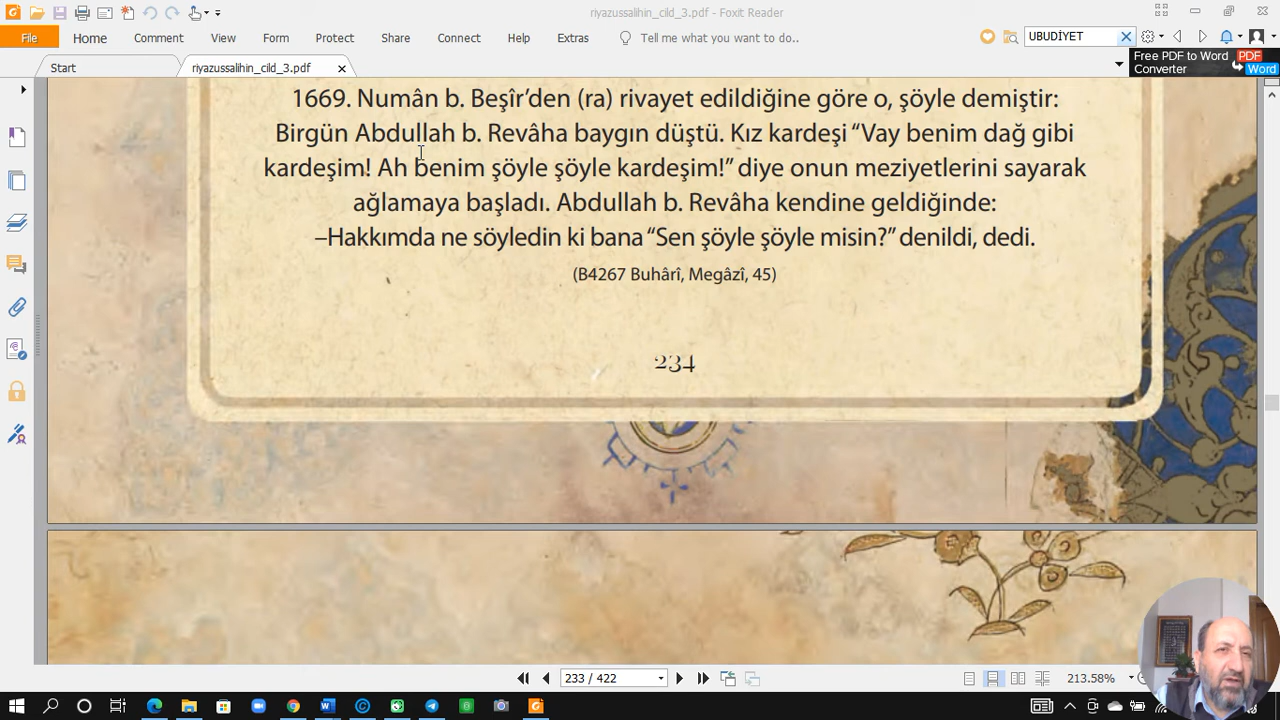 riyazussalihin_cild_3.pdf - Foxit Reader
File Home Comment View Form Protect Share Connect Help Extras Tell me what you want to do.. UBUDİYET
Start riyazussalihin_cild_3.pdf
Free PDF to Word Converter
PDF
Word
1669. Numân b. Beşîr’den (ra) rivayet edildiğine göre o, şöyle demiştir:
Birgün Abdullah b. Revâha baygın düştü. Kız kardeşi “Vay benim dağ gibi
kardeşim! Ah benim şöyle şöyle kardeşim!” diye onun meziyetlerini sayarak
ağlamaya başladı. Abdullah b. Revâha kendine geldiğinde:
–Hakkımda ne söyledin ki bana “Sen şöyle şöyle misin?” denildi, dedi.
(B4267 Buhârî, Megâzî, 45)
234
233 / 422
213.58%